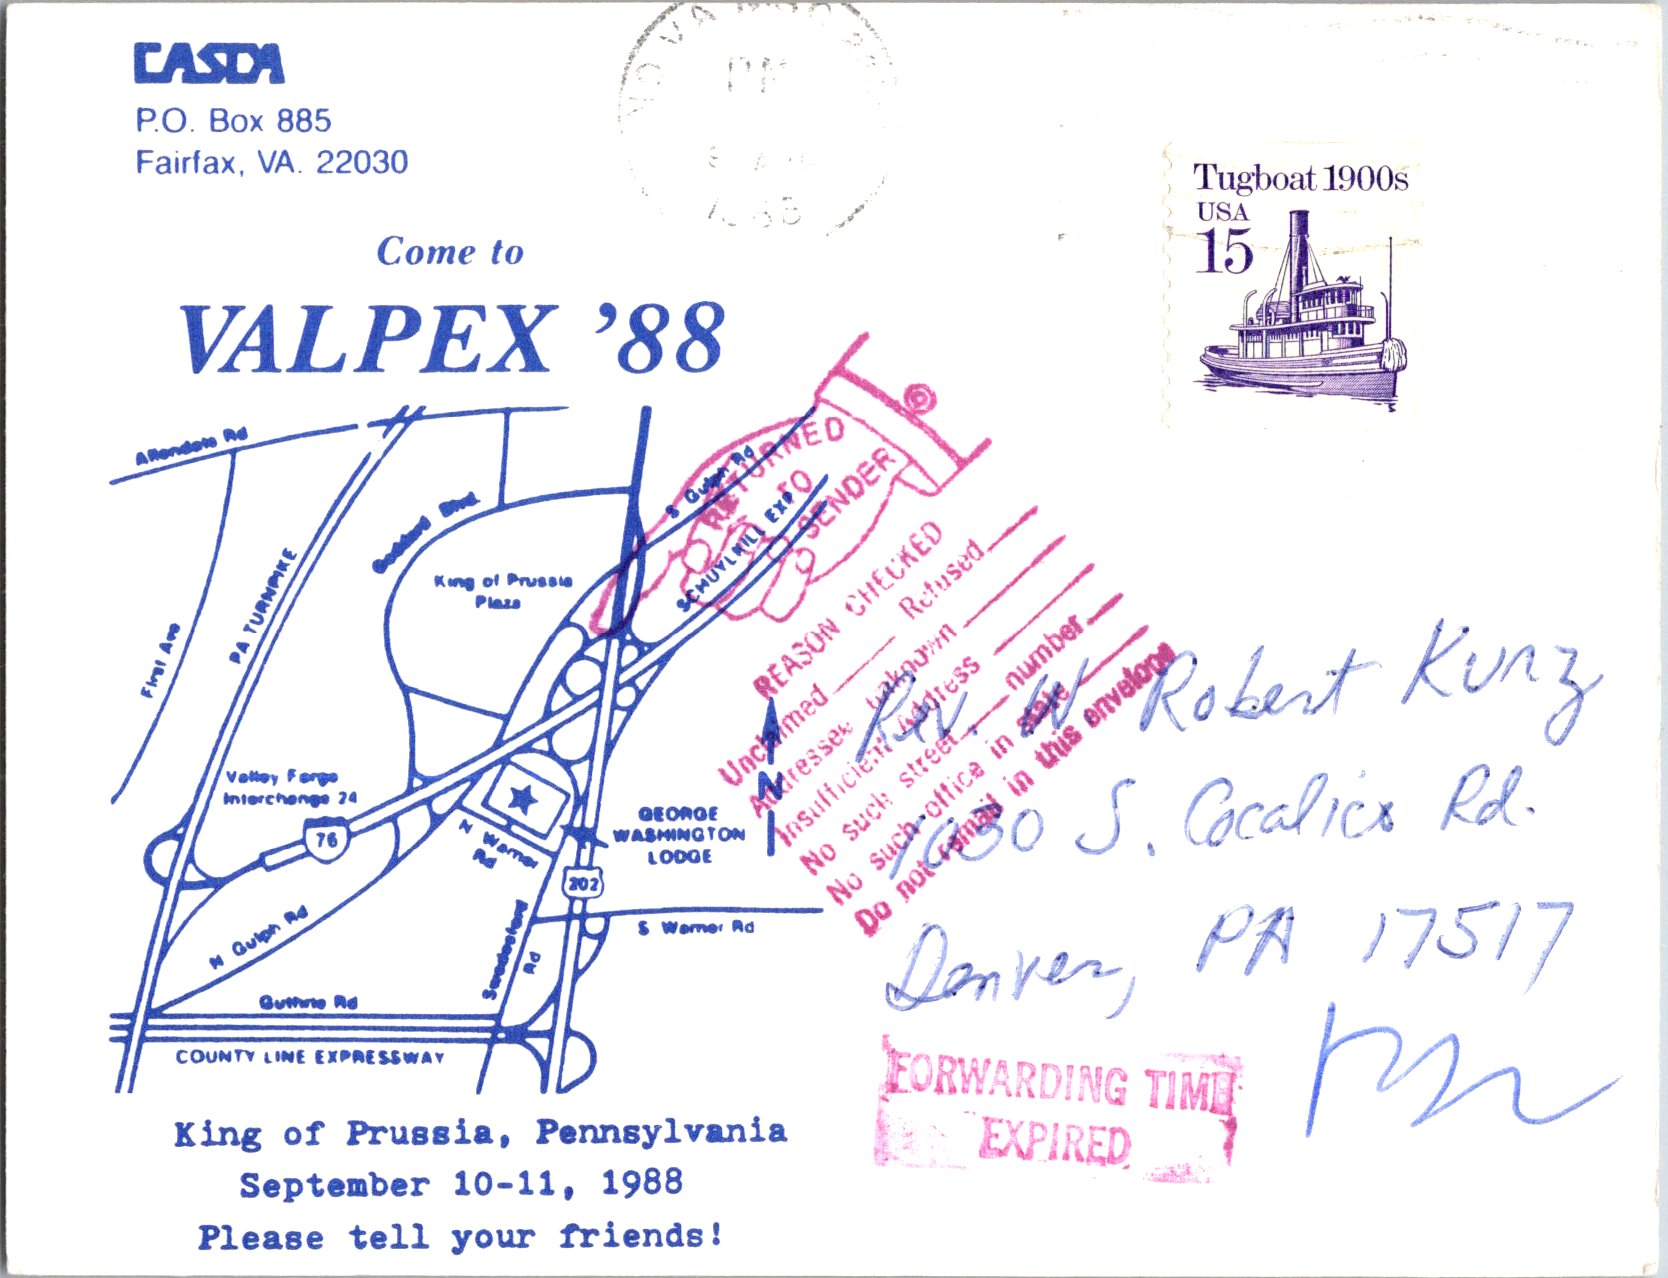 CASDA
P.O. Box 885
Fairfax, VA. 22030
Come to
VALPEX '88
Tugboat 1900s
USA
15
PM
Allendale Rd
First Ave
PA TURNPIKE
Goddard Blvd.
King of Prussia
Plaza
S Gulph Rd
SCHUYLKILL EXP
Valley Forge
Interchange 24
76
N Warner
Rd
GEORGE
WASHINGTON
LODGE
202
N
S Warner Rd
Swedesford
Rd
N Gulph Rd
Guthrie Rd
COUNTY LINE EXPRESSWAY
King of Prussia, Pennsylvania
September 10-11, 1988
Please tell your friends!
RETURNED
TO
SENDER
REASON CHECKED
Unclaimed Refused
Addressee unknown
Insufficient Address
No such street number
No such office in state
Do not remail in this envelope
Rev. W Robert Kurz
1030 S. Cocalico Rd.
Denver, PA 17517
FORWARDING TIME
EXPIRED